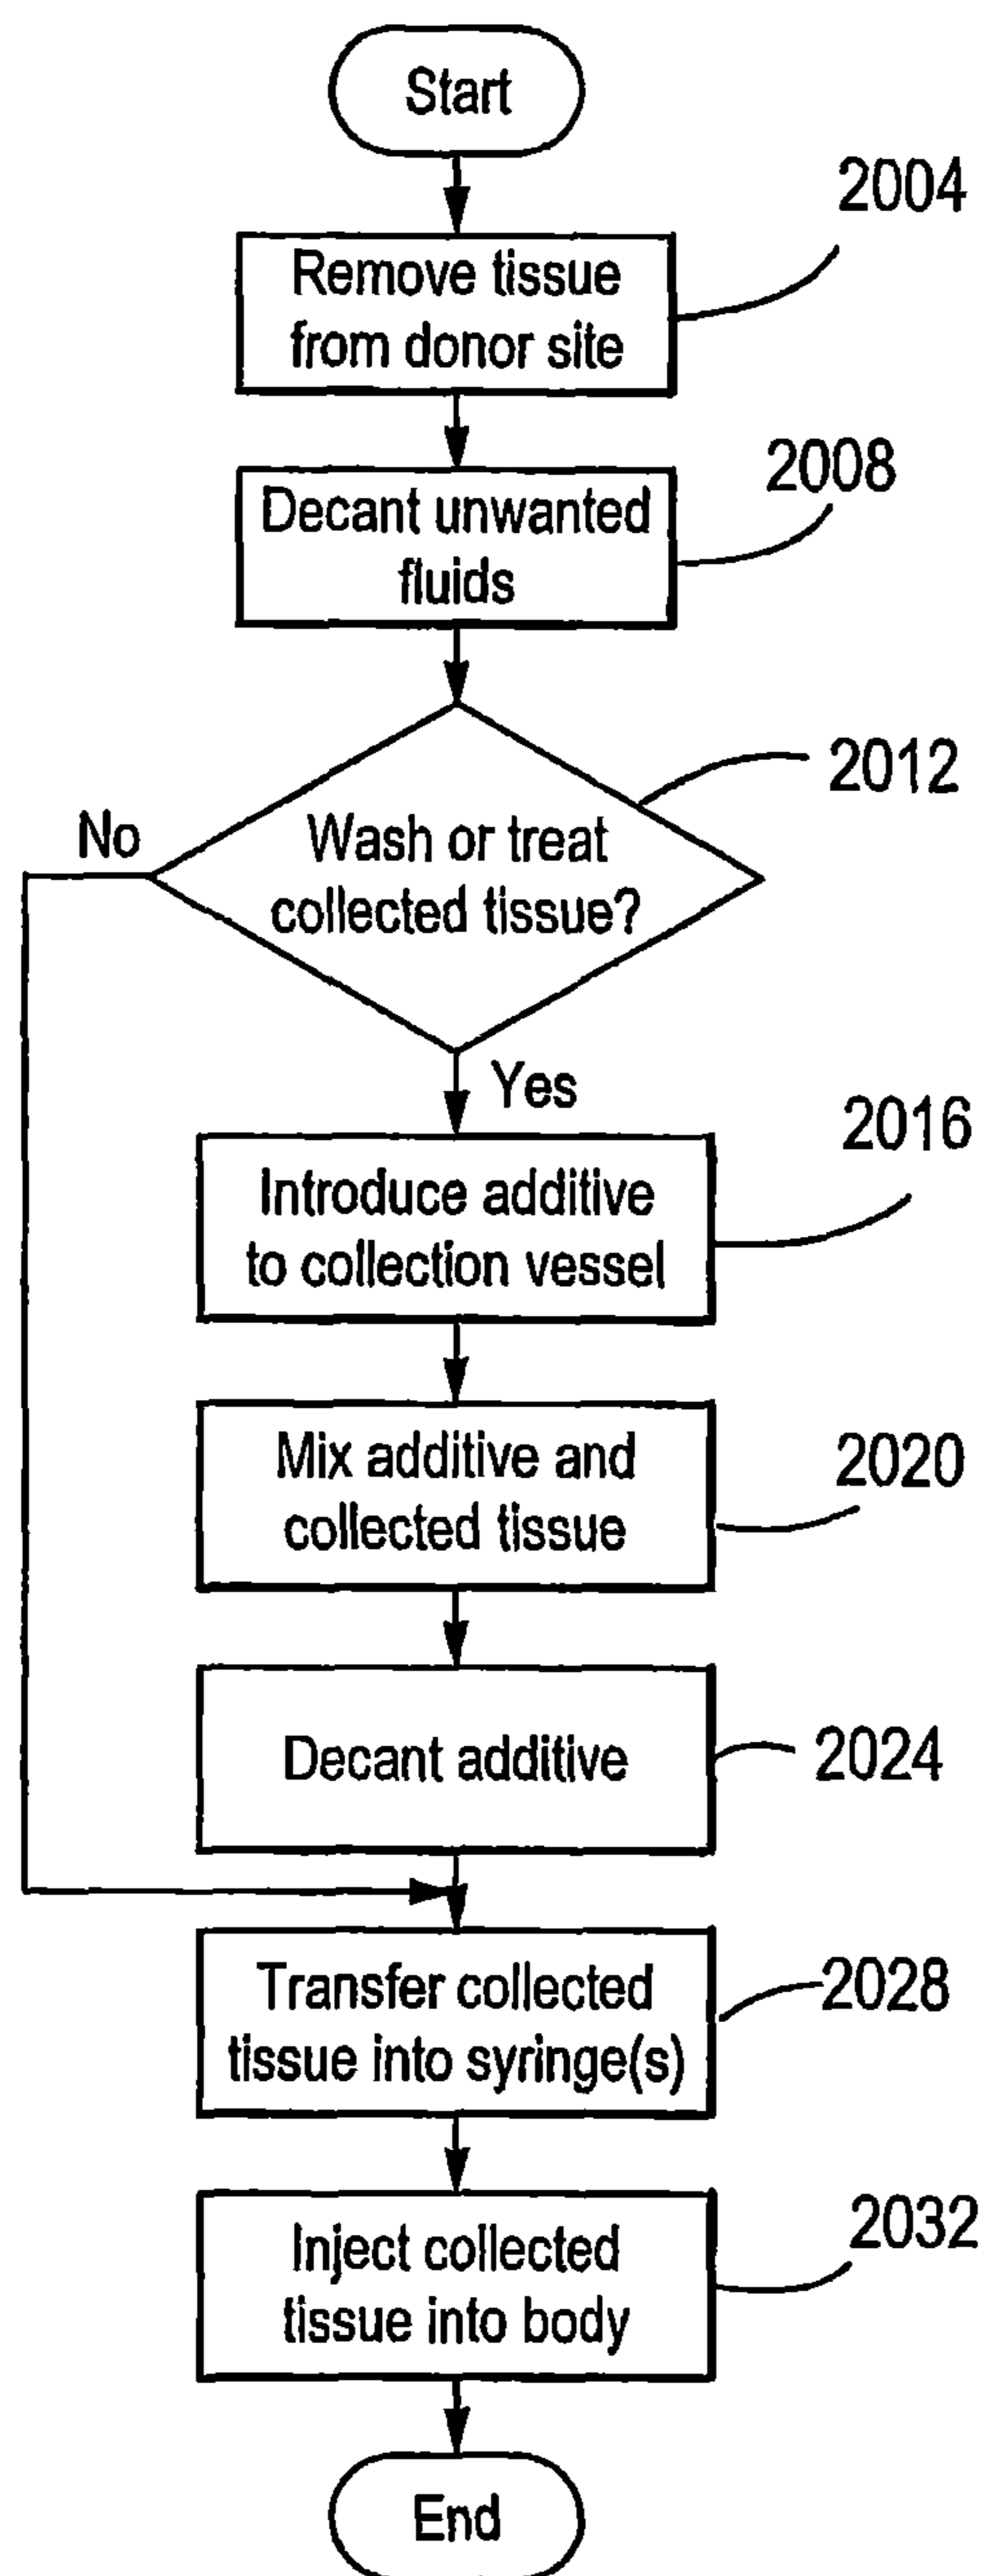 Start
2004
Remove tissue
from donor site
2008
Decant unwanted
fluids
2012
No
Wash or treat
collected tissue?
Yes
2016
Introduce additive
to collection vessel
2020
Mix additive and
collected tissue
2024
Decant additive
2028
Transfer collected
tissue into syringe(s)
2032
Inject collected
tissue into body
End